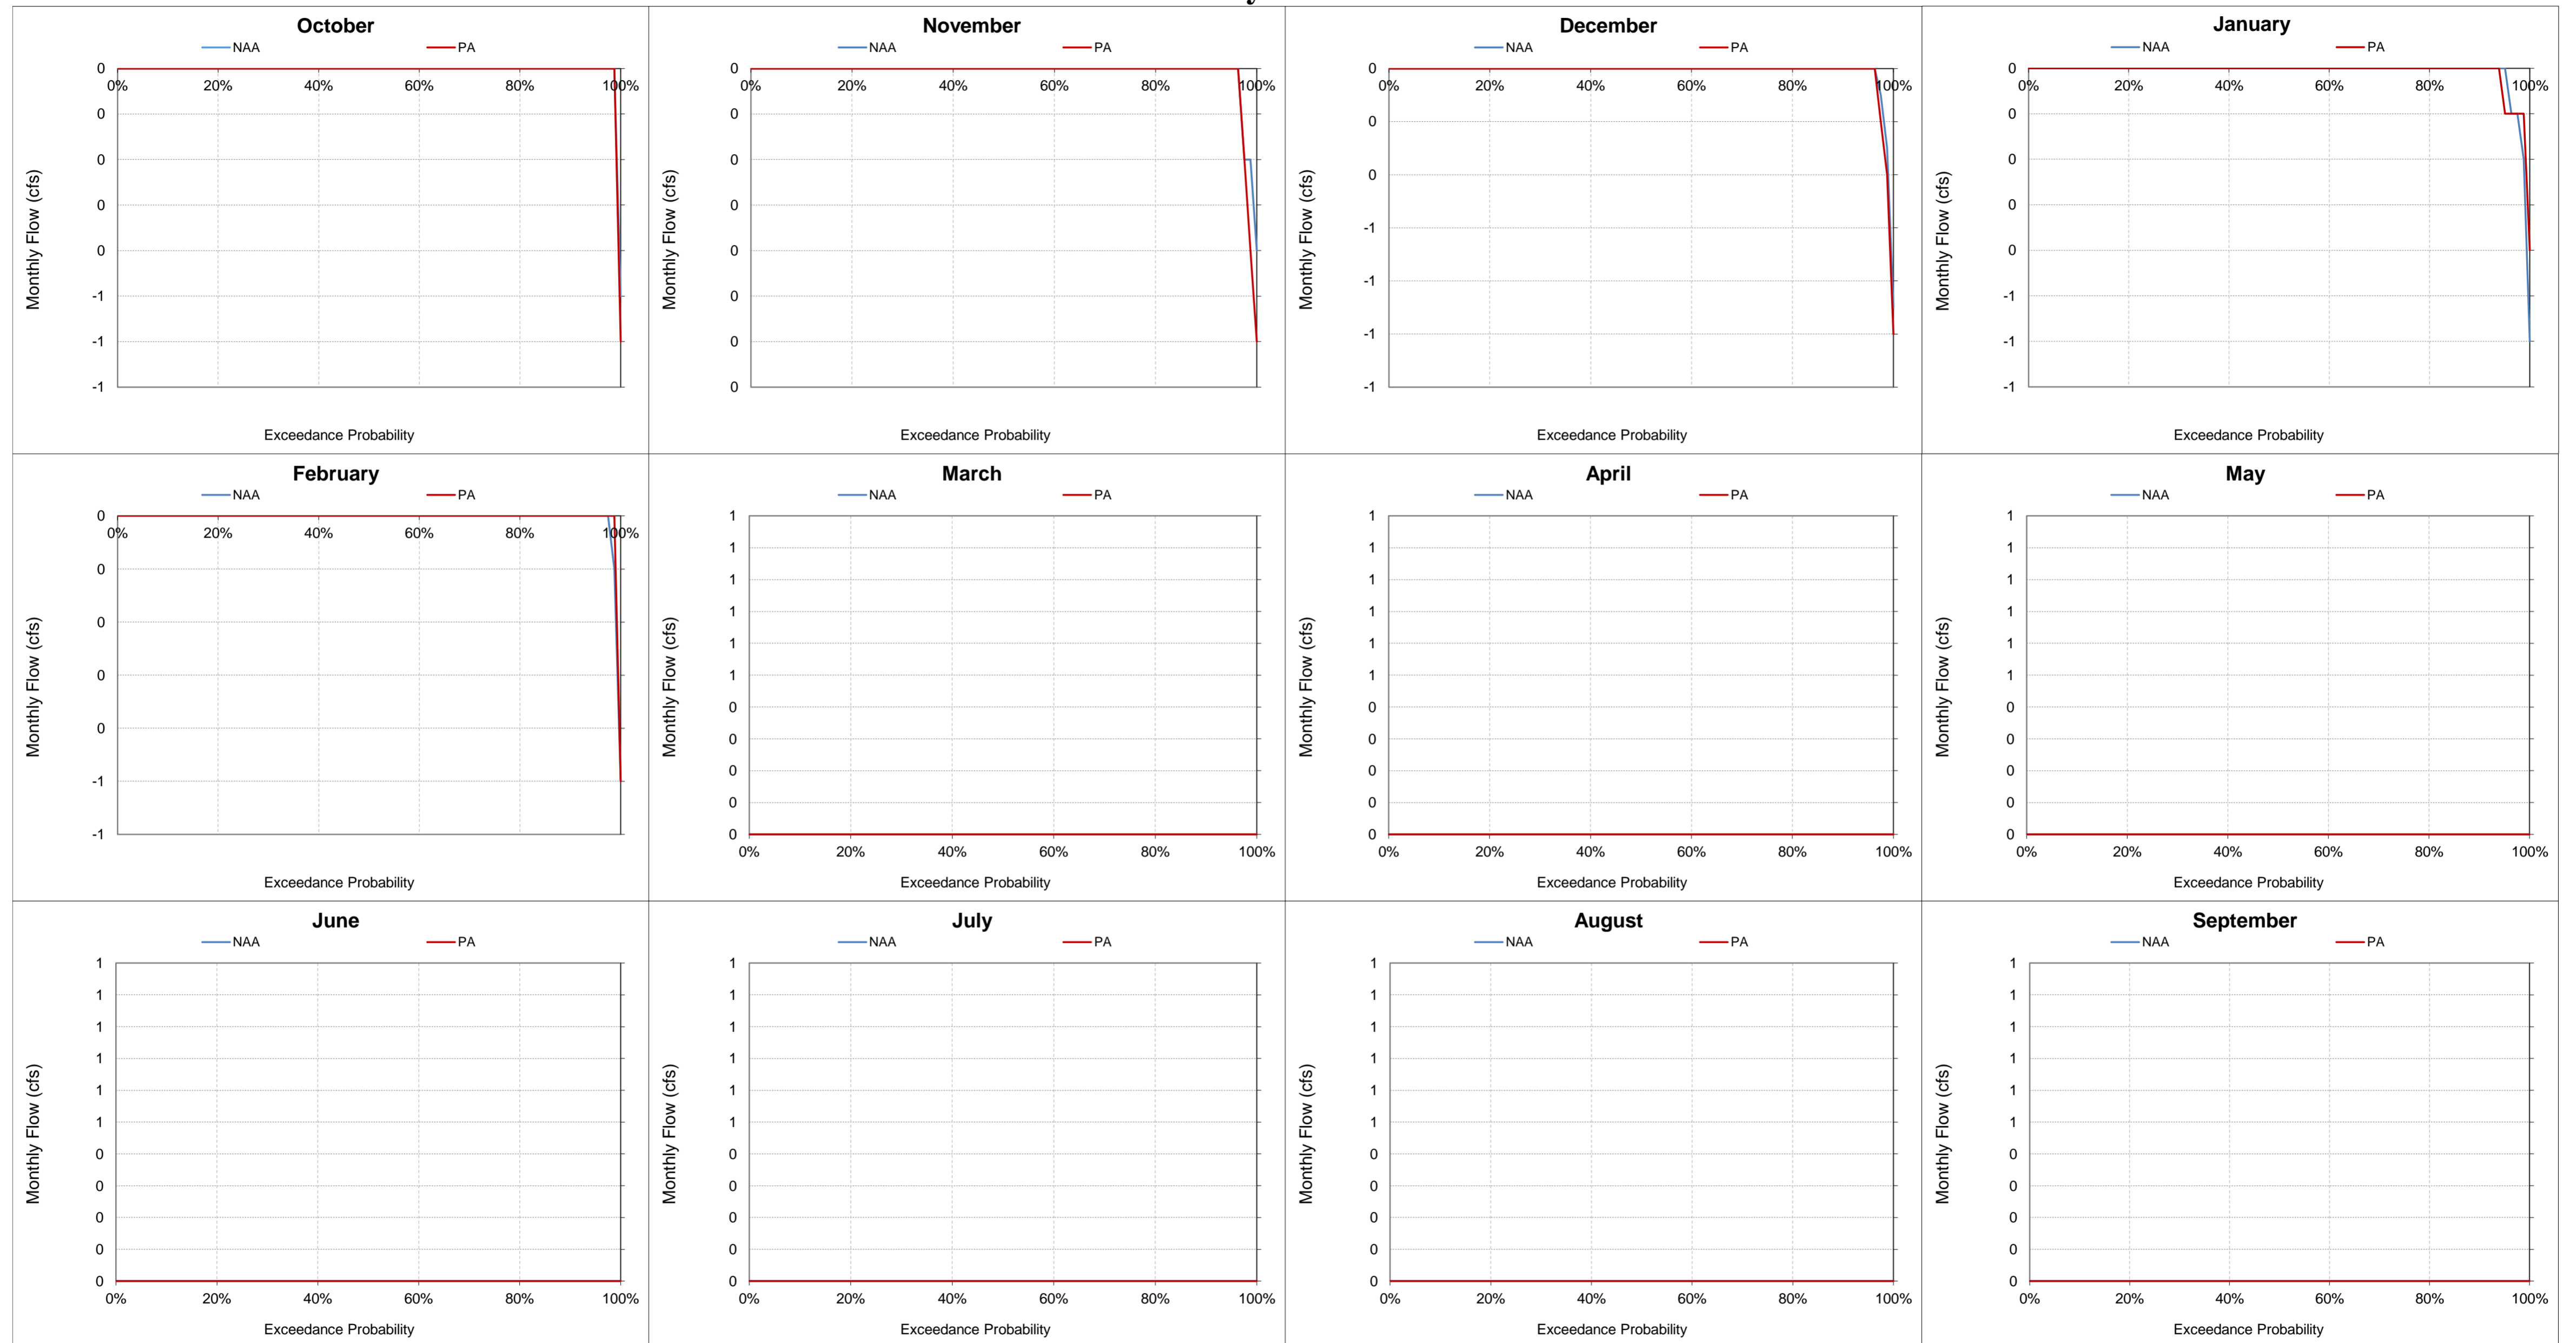 October November December January
NAA PA NAA PA NAA PA NAA PA
0 0 0 0
0% 20% 40% 60% 80% 100% 0% 20% 40% 60% 80% 100% 0% 20% 40% 60% 80% 100% 0% 20% 40% 60% 80% 100%
0 0 0 0
0 0 0 0
0 0 -1 0
0 0 -1 0
-1 0 -1 -1
-1 0 -1 -1
-1 0 -1
Monthly Flow (cfs) Monthly Flow (cfs) Monthly Flow (cfs) Monthly Flow (cfs)
Exceedance Probability Exceedance Probability Exceedance Probability Exceedance Probability
February March April May
NAA PA NAA PA NAA PA NAA PA
0 1 1 1
0% 20% 40% 60% 80% 100%
0 1 1 1
0 1 1 1
0 1 1 1
0 1 1 1
-1 1 1 1
-1 0 0 0
0 0 0
0 0 0
0 0 0
0 0 0
0% 20% 40% 60% 80% 100% 0% 20% 40% 60% 80% 100% 0% 20% 40% 60% 80% 100%
Monthly Flow (cfs) Monthly Flow (cfs) Monthly Flow (cfs) Monthly Flow (cfs)
Exceedance Probability Exceedance Probability Exceedance Probability Exceedance Probability
June July August September
NAA PA NAA PA NAA PA NAA PA
1 1 1 1
1 1 1 1
1 1 1 1
1 1 1 1
1 1 1 1
1 1 1 1
0 0 0 0
0 0 0 0
0 0 0 0
0 0 0 0
0 0 0 0
0% 20% 40% 60% 80% 100% 0% 20% 40% 60% 80% 100% 0% 20% 40% 60% 80% 100% 0% 20% 40% 60% 80% 100%
Monthly Flow (cfs) Monthly Flow (cfs) Monthly Flow (cfs) Monthly Flow (cfs)
Exceedance Probability Exceedance Probability Exceedance Probability Exceedance Probability